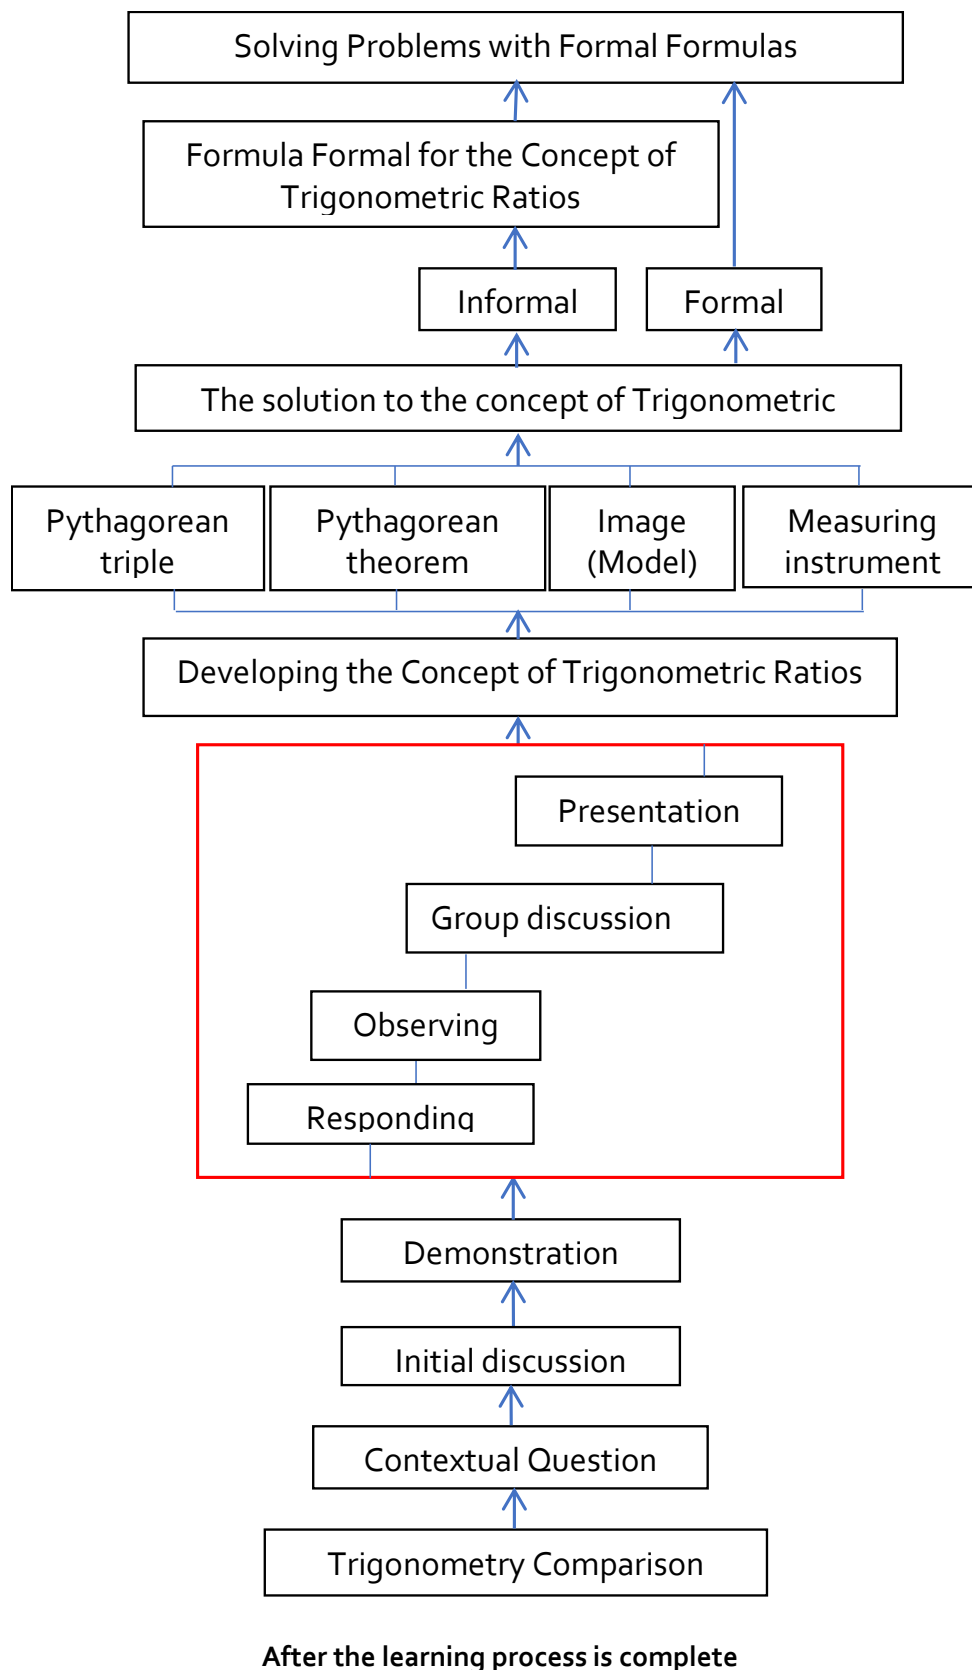 Solving Problems with Formal Formulas
Formula Formal for the Concept of
Trigonometric Ratios
Informal
Formal
The solution to the concept of Trigonometric
Pythagorean
triple
Pythagorean
theorem
Image
(Model)
Measuring
instrument
Developing the Concept of Trigonometric Ratios
Presentation
Group discussion
Observing
Responding
Demonstration
Initial discussion
Contextual Question
Trigonometry Comparison
After the learning process is complete